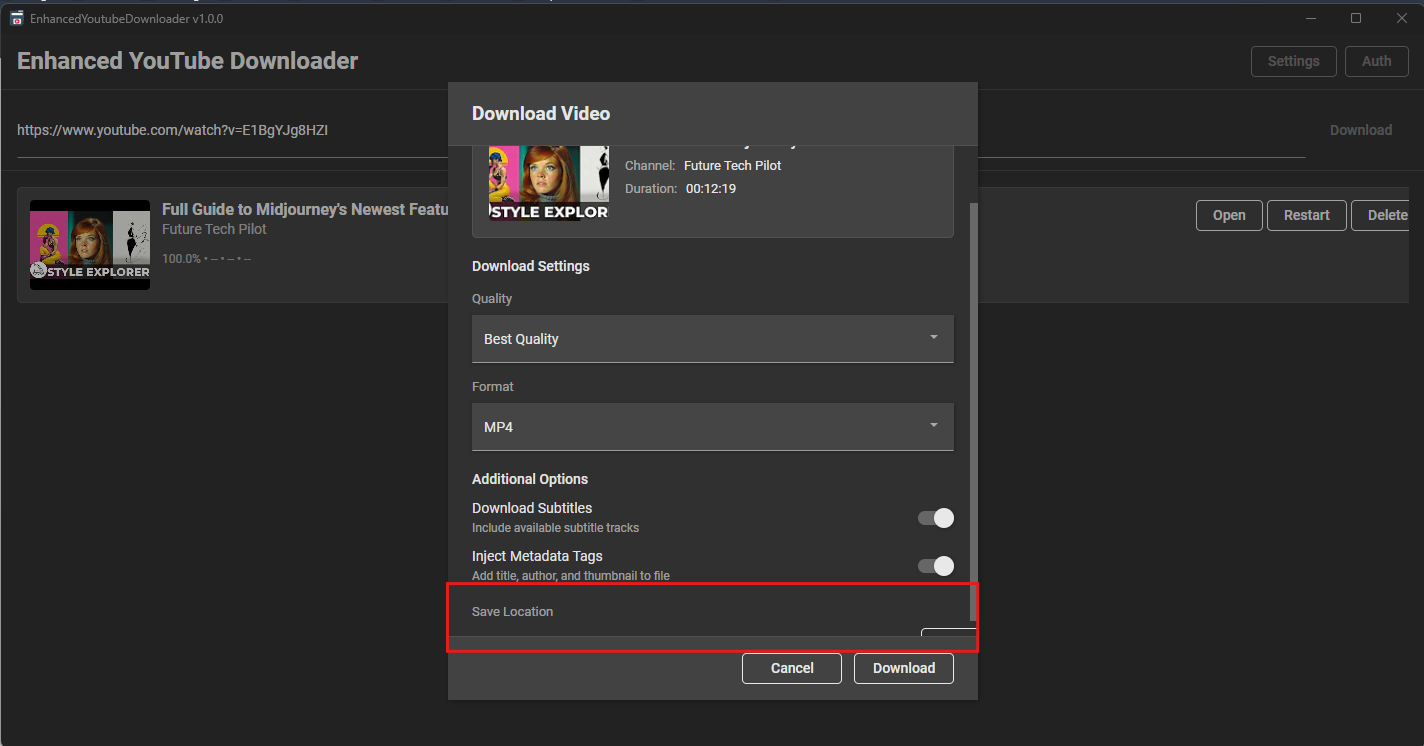 EnhancedYoutubeDownloader v1.0.0
Enhanced YouTube Downloader
Settings
Auth
https://www.youtube.com/watch?v=E1BgYJg8HZI
Download
Full Guide to Midjourney's Newest Featu
Future Tech Pilot
100.0% • -- • -- • --
STYLE EXPLORER
Open
Restart
Delete
Download Video
STYLE EXPLOR
Channel: Future Tech Pilot
Duration: 00:12:19
Download Settings
Quality
Best Quality
Format
MP4
Additional Options
Download Subtitles
Include available subtitle tracks
Inject Metadata Tags
Add title, author, and thumbnail to file
Save Location
Cancel
Download